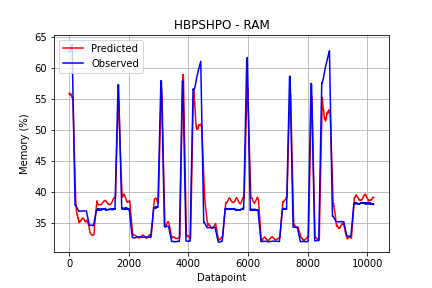 HBPSHPO - RAM
Predicted
Observed
Memory (%)
65
60
55
50
45
40
35
0
2000
4000
6000
8000
10000
Datapoint